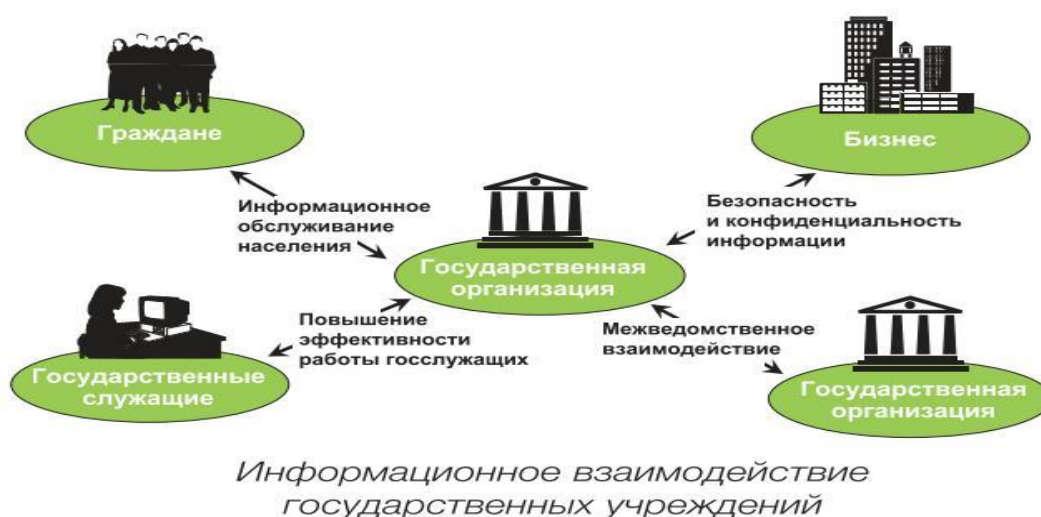 Граждане
Бизнес
Информационное
обслуживание
населения
Безопасность
и конфиденциальность
информации
Государственная
организация
Повышение
эффективности
работы госслужащих
Межведомственное
взаимодействие
Государственные
служащие
Государственная
организация
Информационное взаимодействие
государственных учреждений